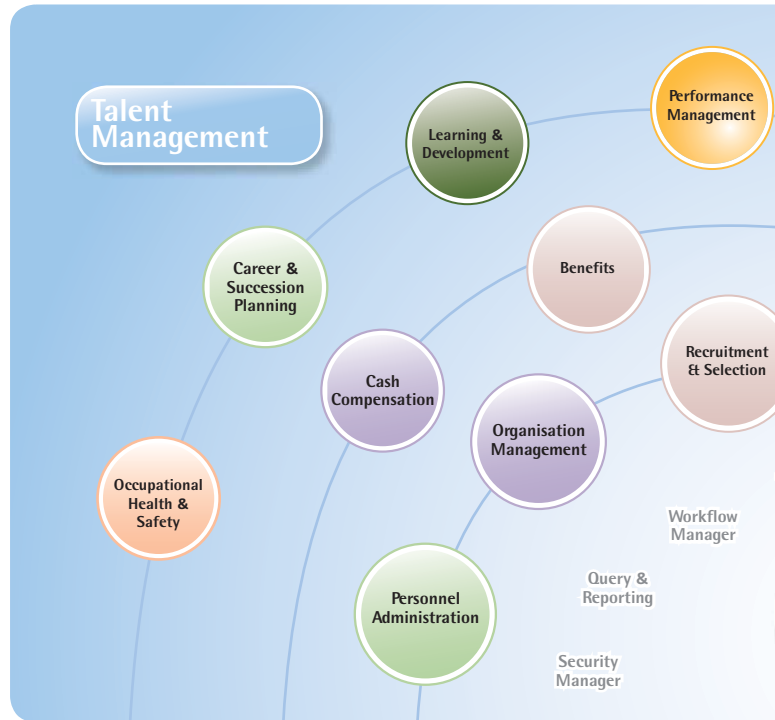 Talent
Management
Performance
Management
Learning &
Development
Career &
Succession
Planning
Benefits
Cash
Compensation
Recruitment
& Selection
Organisation
Management
Occupational
Health &
Safety
Workflow
Manager
Query &
Reporting
Personnel
Administration
Security
Manager